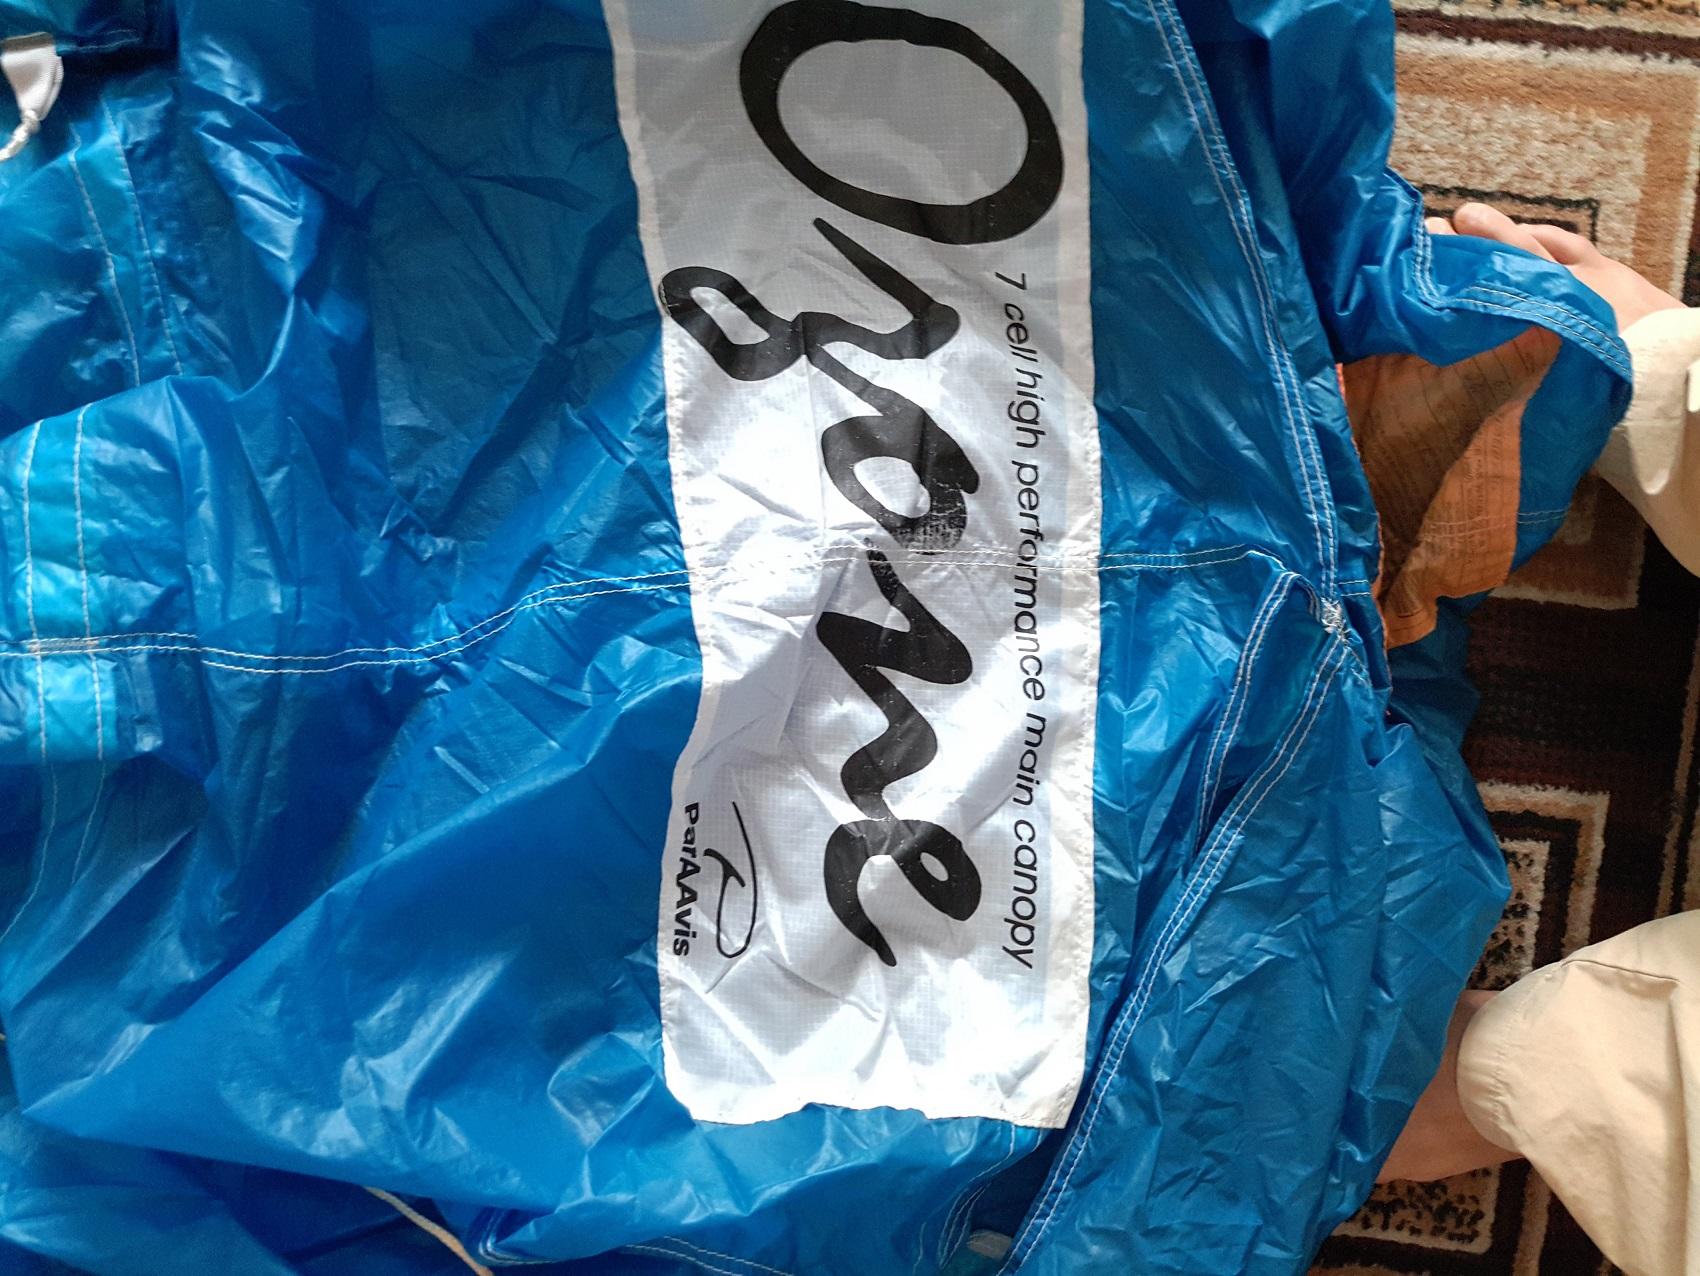 Ozone
7 cell high performance main canopy
ParAAvis